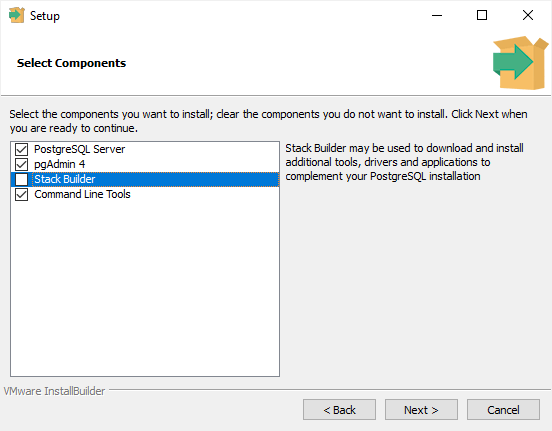 Setup
Select Components
Select the components you want to install; clear the components you do not want to install. Click Next when
you are ready to continue.
PostgreSQL Server
pgAdmin 4
Stack Builder
Command Line Tools
Stack Builder may be used to download and install
additional tools, drivers and applications to
complement your PostgreSQL installation
VMware InstallBuilder
< Back
Next >
Cancel